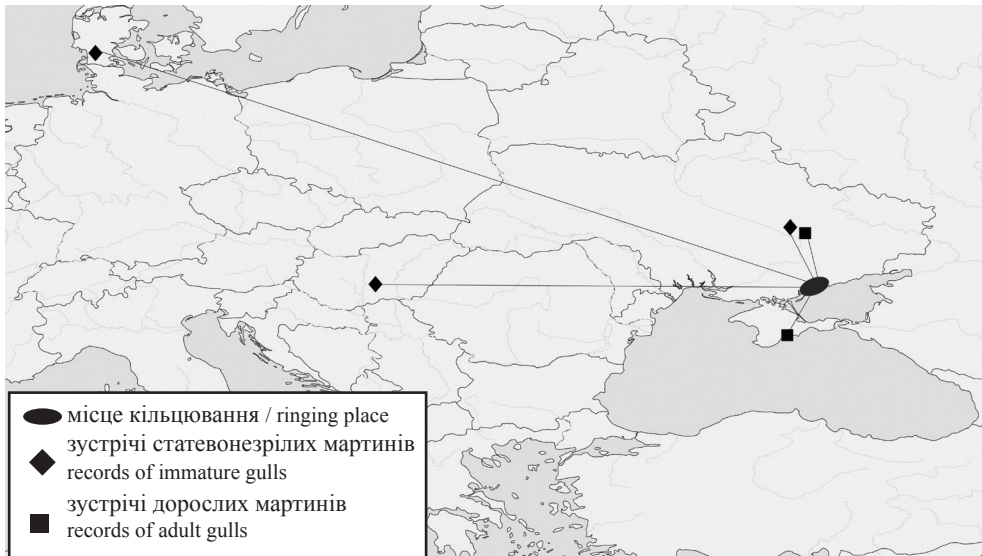 місце кільцювання / ringing place
зустрічі статевонезрілих мартинів
records of immature gulls
зустрічі дорослих мартинів
records of adult gulls